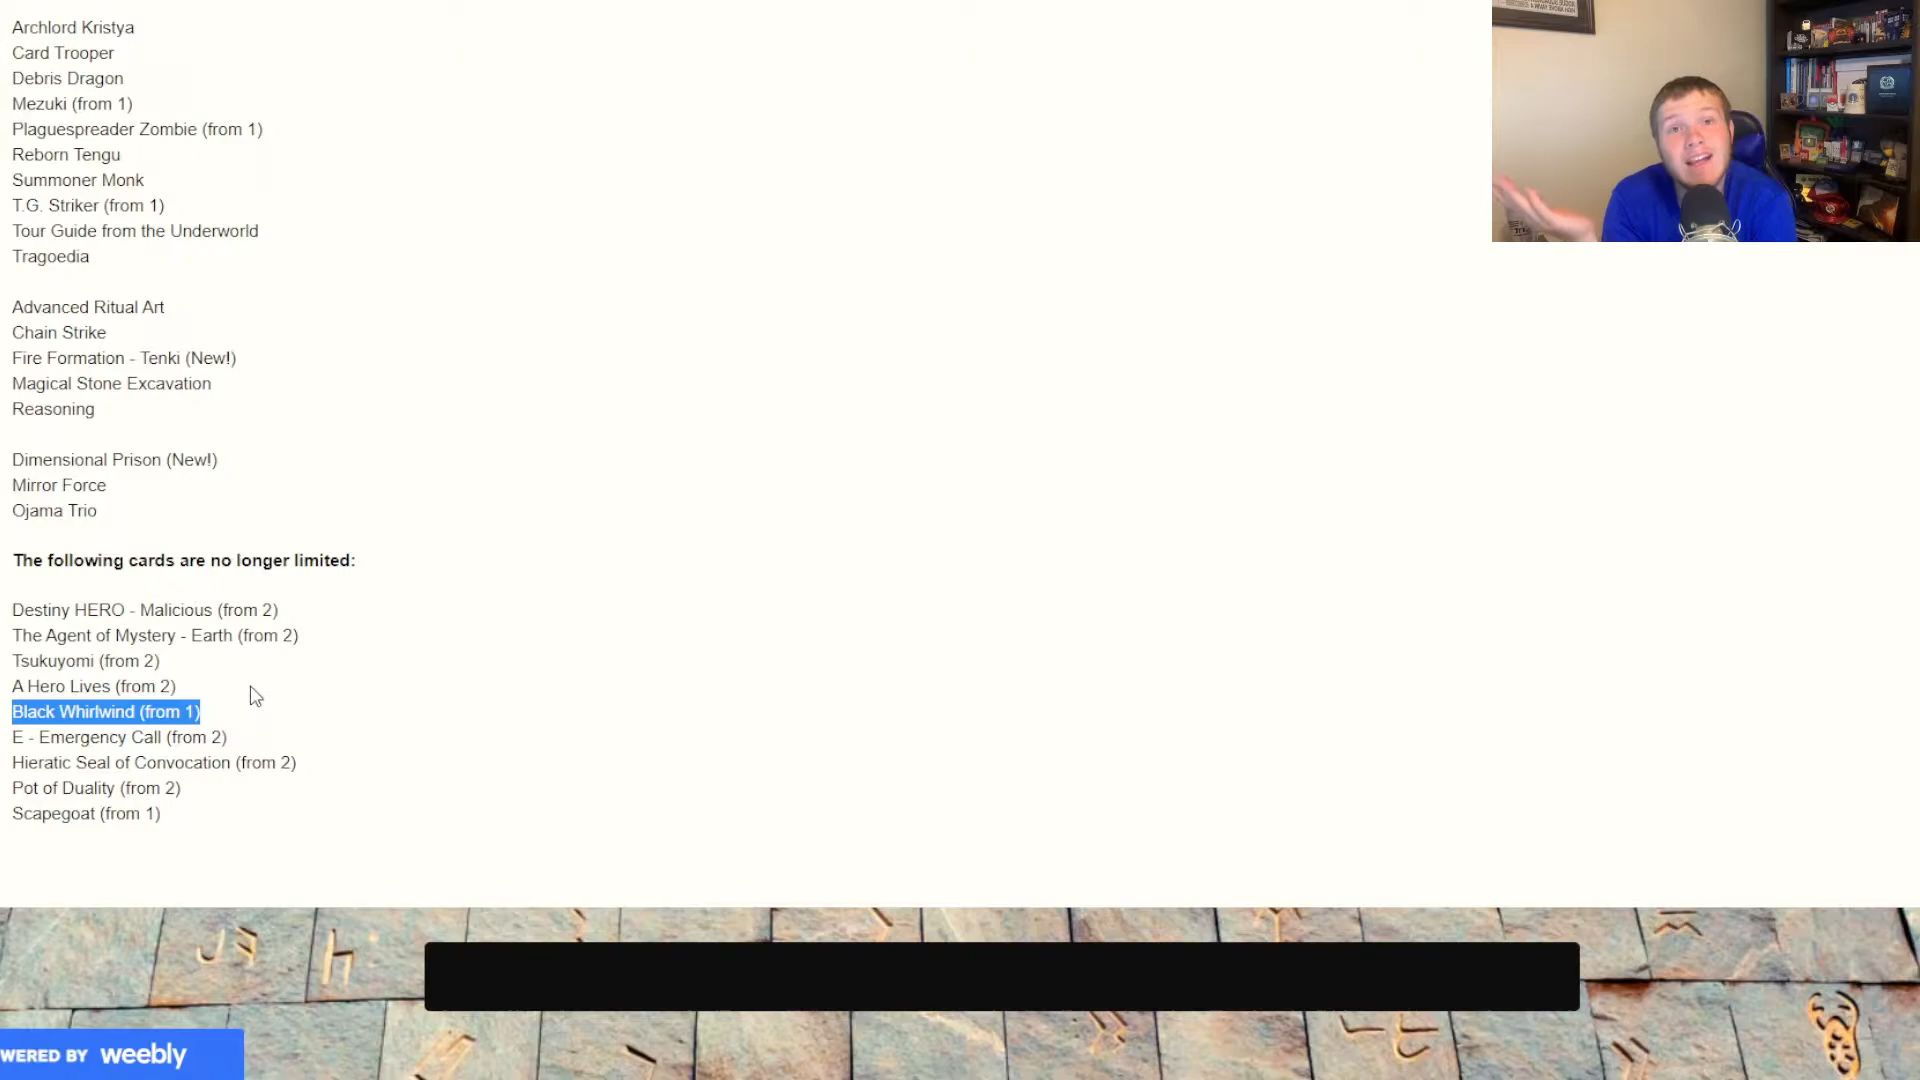 Archlord Kristya
Card Trooper
Debris Dragon
Mezuki (from 1)
Plaguespreader Zombie (from 1)
Reborn Tengu
Summoner Monk
T.G. Striker (from 1)
Tour Guide from the Underworld
Tragoedia
Advanced Ritual Art
Chain Strike
Fire Formation - Tenki (New!)
Magical Stone Excavation
Reasoning
Dimensional Prison (New!)
Mirror Force
Ojama Trio
The following cards are no longer limited:
Destiny HERO - Malicious (from 2)
The Agent of Mystery - Earth (from 2)
Tsukuyomi (from 2)
A Hero Lives (from 2)
Black Whirlwind (from 1)
E - Emergency Call (from 2)
Hieratic Seal of Convocation (from 2)
Pot of Duality (from 2)
Scapegoat (from 1)
WERED BY weebly